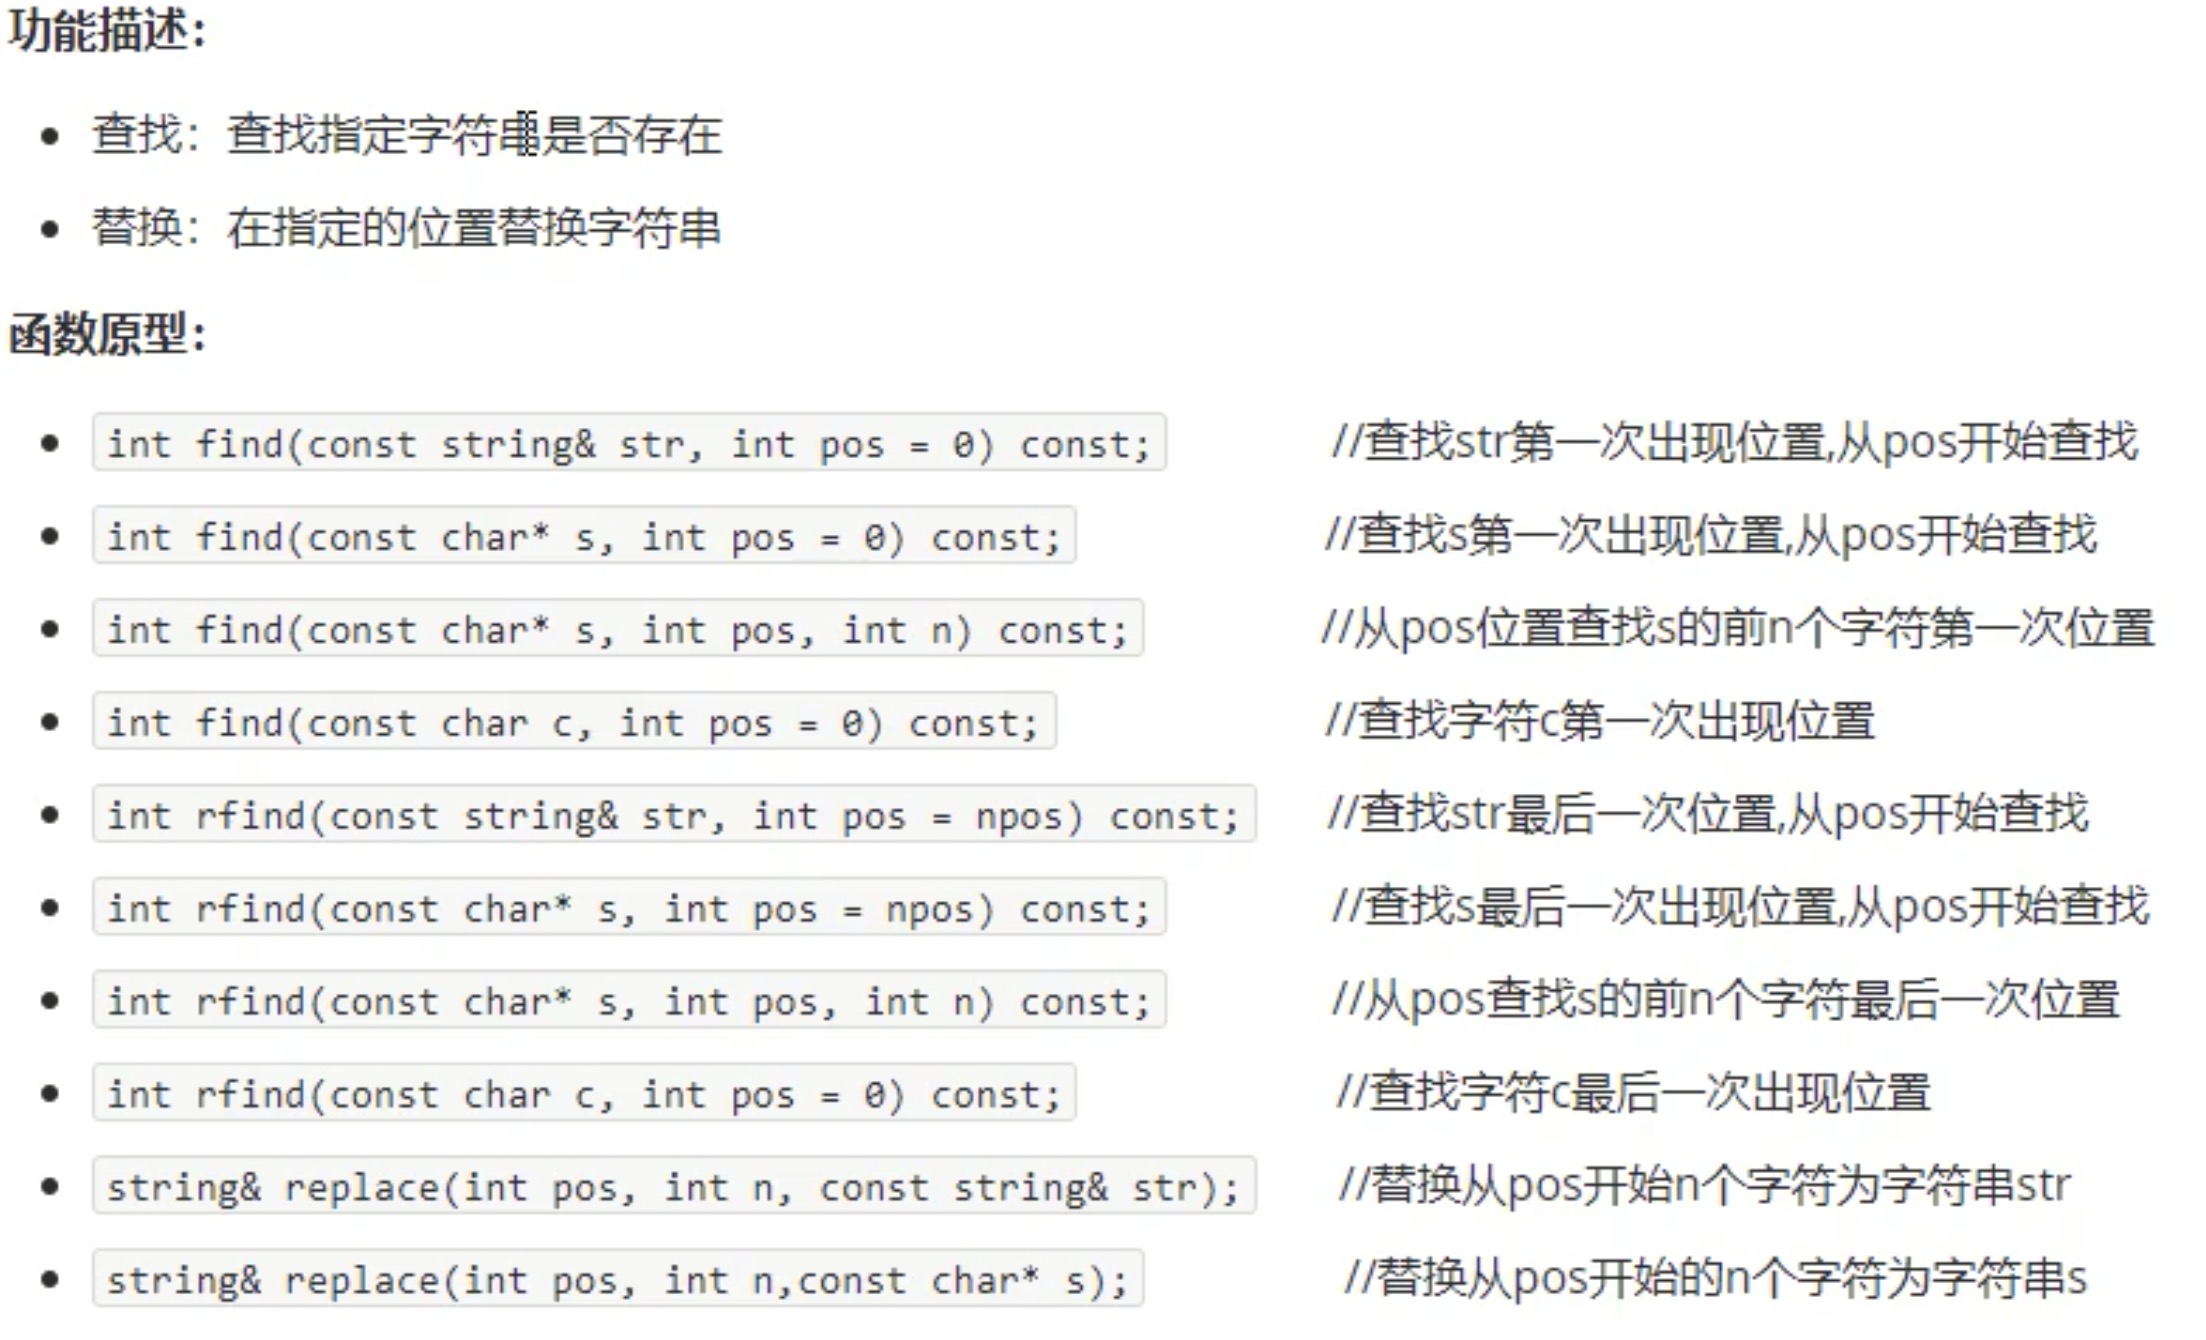 功能描述：
查找：查找指定字符串是否存在
替换：在指定的位置替换字符串
函数原型：
int find(const string& str, int pos = 0) const; //查找str第一次出现位置,从pos开始查找
int find(const char* s, int pos = 0) const; //查找s第一次出现位置,从pos开始查找
int find(const char* s, int pos, int n) const; //从pos位置查找s的前n个字符第一次位置
int find(const char c, int pos = 0) const; //查找字符c第一次出现位置
int rfind(const string& str, int pos = npos) const; //查找str最后一次位置,从pos开始查找
int rfind(const char* s, int pos = npos) const; //查找s最后一次出现位置,从pos开始查找
int rfind(const char* s, int pos, int n) const; //从pos查找s的前n个字符最后一次位置
int rfind(const char c, int pos = 0) const; //查找字符c最后一次出现位置
string& replace(int pos, int n, const string& str); //替换从pos开始n个字符为字符串str
string& replace(int pos, int n,const char* s); //替换从pos开始的n个字符为字符串s